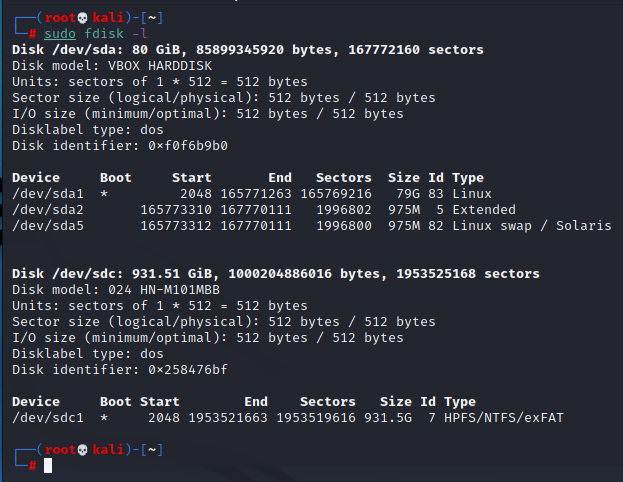 ┌──(root💀kali)-[~]
└─# sudo fdisk -l
Disk /dev/sda: 80 GiB, 85899345920 bytes, 167772160 sectors
Disk model: VBOX HARDDISK
Units: sectors of 1 * 512 = 512 bytes
Sector size (logical/physical): 512 bytes / 512 bytes
I/O size (minimum/optimal): 512 bytes / 512 bytes
Disklabel type: dos
Disk identifier: 0×f0f6b9b0
Device     Boot     Start       End   Sectors  Size Id Type
/dev/sda1  *         2048 165771263 165769216   79G 83 Linux
/dev/sda2       165773310 167770111   1996802  975M  5 Extended
/dev/sda5       165773312 167770111   1996800  975M 82 Linux swap / Solaris
Disk /dev/sdc: 931.51 GiB, 1000204886016 bytes, 1953525168 sectors
Disk model: 024 HN-M101MBB
Units: sectors of 1 * 512 = 512 bytes
Sector size (logical/physical): 512 bytes / 512 bytes
I/O size (minimum/optimal): 512 bytes / 512 bytes
Disklabel type: dos
Disk identifier: 0×258476bf
Device     Boot Start        End    Sectors   Size Id Type
/dev/sdc1  *     2048 1953521663 1953519616 931.5G  7 HPFS/NTFS/exFAT
┌──(root💀kali)-[~]
└─#